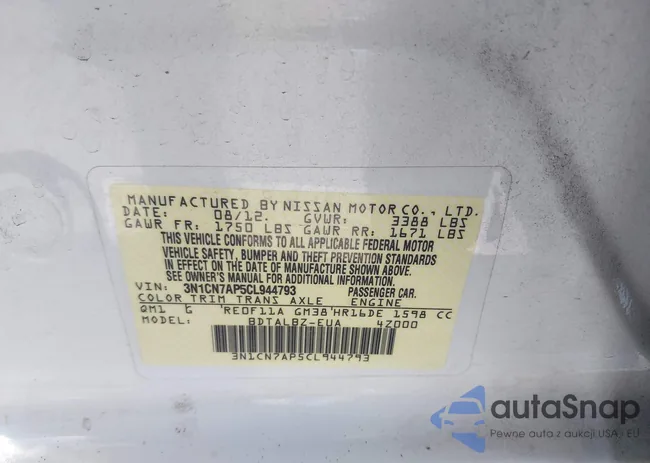 MANUFACTURED BY NISSAN MOTOR CO., LTD.
DATE: 08/12. GVWR: 3388 LBS
GAWR FR: 1750 LBS GAWR RR: 1671 LBS
THIS VEHICLE CONFORMS TO ALL APPLICABLE FEDERAL MOTOR
VEHICLE SAFETY, BUMPER AND THEFT PREVENTION STANDARDS
IN EFFECT ON THE DATE OF MANUFACTURE SHOWN ABOVE.
SEE OWNER'S MANUAL FOR ADDITIONAL INFORMATION.
VIN: 3N1CN7AP5CL944793 PASSENGER CAR.
COLOR TRIM TRANS AXLE ENGINE
QM1 G 'RE0F11A GM38'HR16DE 1598 CC
MODEL: BDTALBZ-EUA 4Z000
3N1CN7AP5CL944793
autoSnap
Pewne auto z aukcji USA i EU